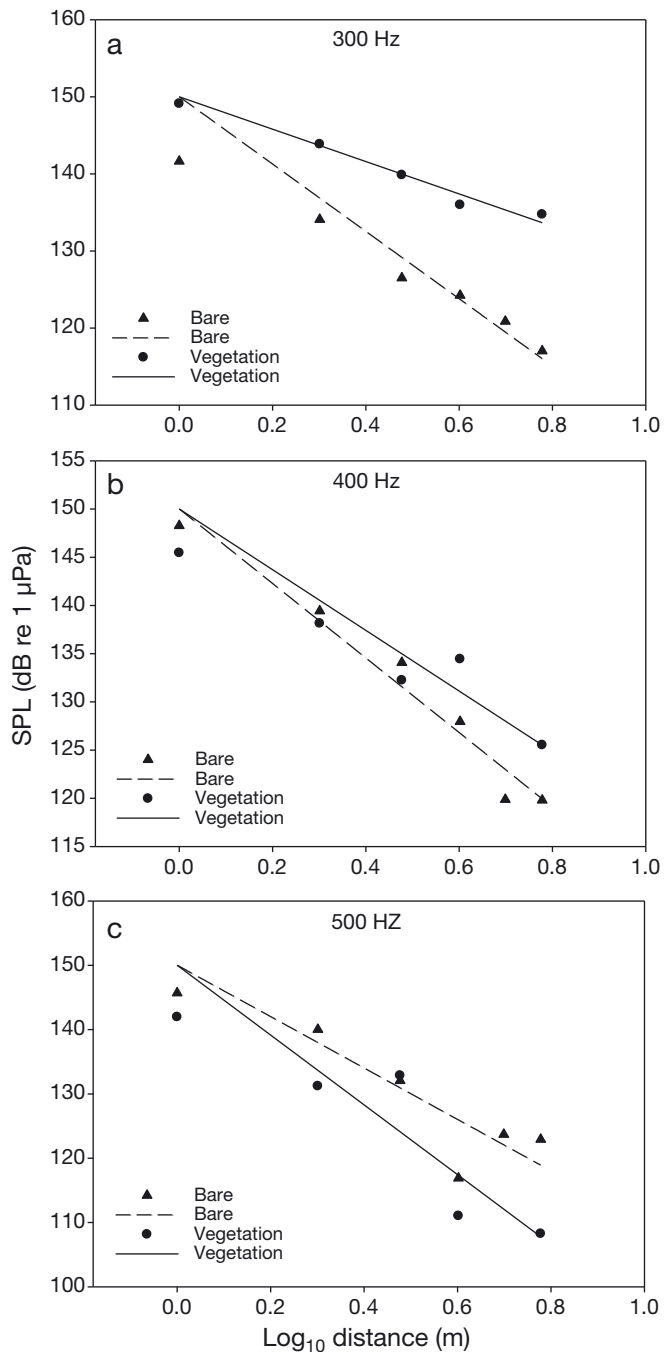 a
300 Hz
160
150
140
130
120
110
Bare
Bare
Vegetation
Vegetation
0.0 0.2 0.4 0.6 0.8 1.0
b
400 Hz
155
150
145
140
135
130
125
120
115
SPL (dB re 1 μPa)
Bare
Bare
Vegetation
Vegetation
0.0 0.2 0.4 0.6 0.8 1.0
c
500 HZ
160
150
140
130
120
110
100
Bare
Bare
Vegetation
Vegetation
0.0 0.2 0.4 0.6 0.8 1.0
Log10 distance (m)